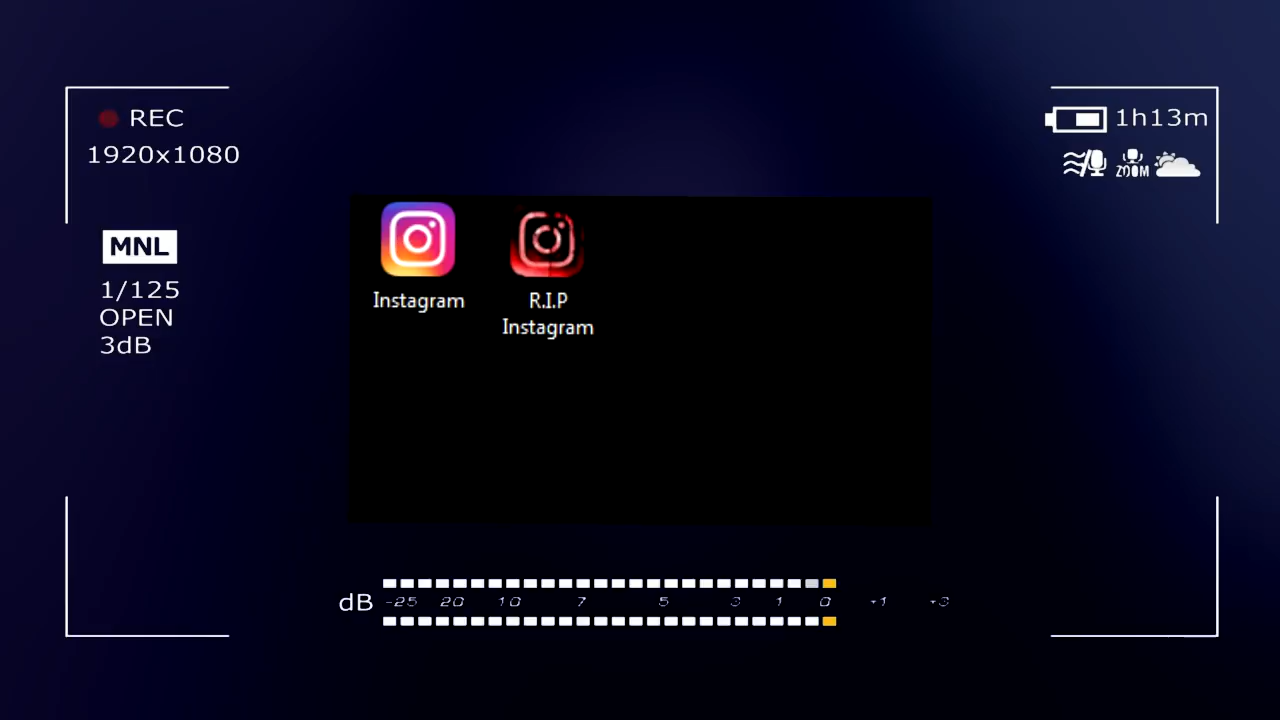 REC
1920x1080
1h13m
ZOOM
MNL
1/125
OPEN
3dB
Instagram
R.I.P
Instagram
dB -25 20 10 7 5 3 1 0 +1 +3